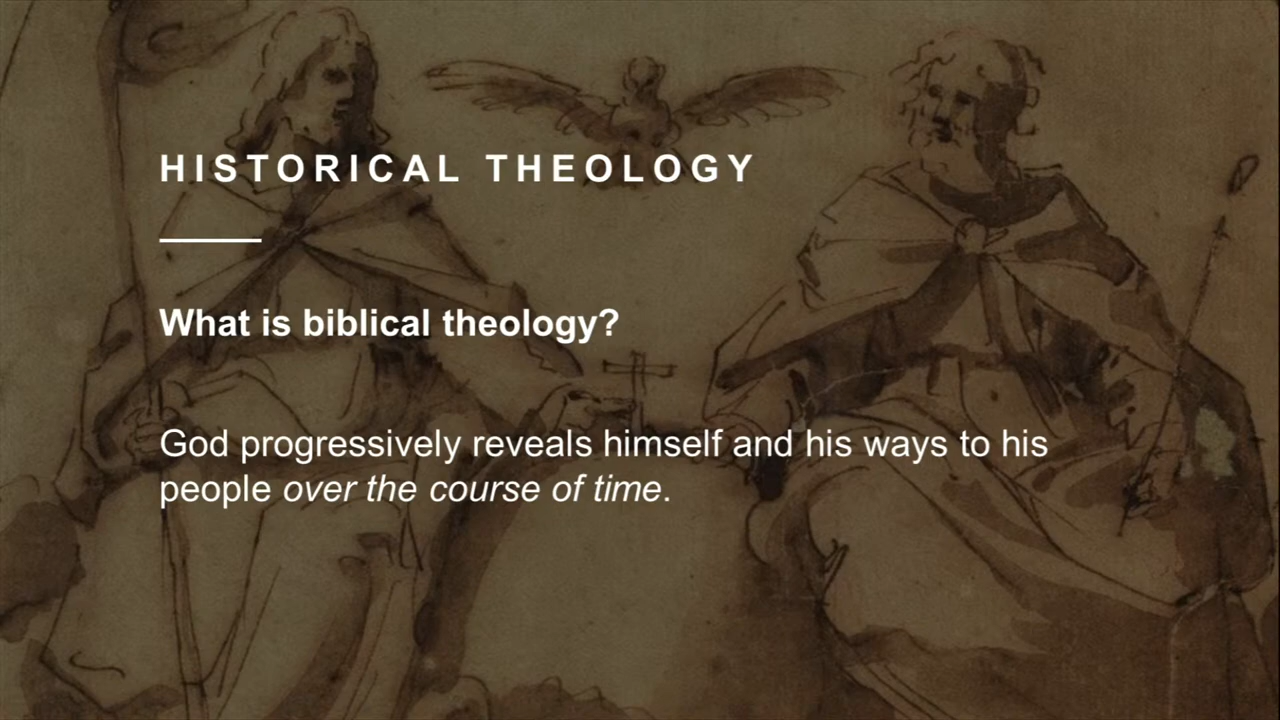 HISTORICAL THEOLOGY
What is biblical theology?
God progressively reveals himself and his ways to his
people over the course of time.